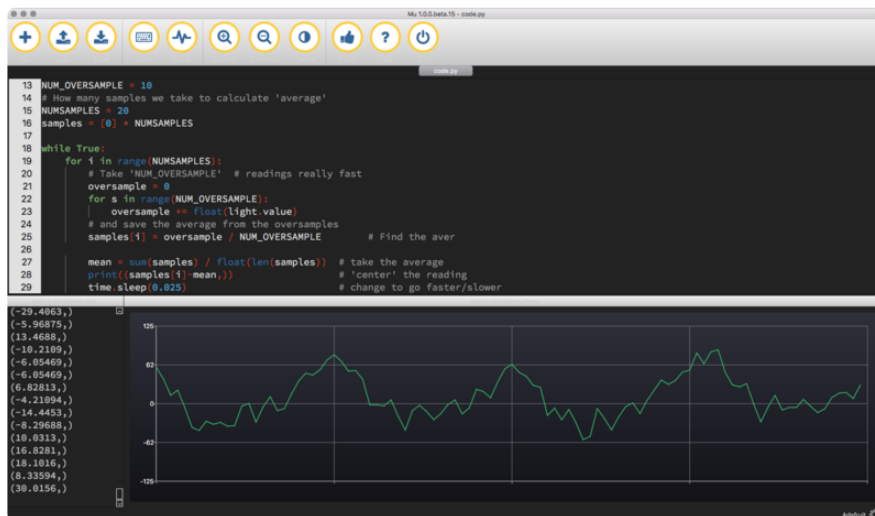 Mu 1.0.0.beta.15 - code.py
code.py
13 NUM_OVERSAMPLE = 10
14 # How many samples we take to calculate 'average'
15 NUMSAMPLES = 20
16 samples = [0] * NUMSAMPLES
17
18 while True:
19 for i in range(NUMSAMPLES):
20 # Take 'NUM_OVERSAMPLE' # readings really fast
21 oversample = 0
22 for s in range(NUM_OVERSAMPLE):
23 oversample += float(light.value)
24 # and save the average from the oversamples
25 samples[i] = oversample / NUM_OVERSAMPLE # Find the aver
26
27 mean = sum(samples) / float(len(samples)) # take the average
28 print((samples[i]-mean,)) # 'center' the reading
29 time.sleep(0.025) # change to go faster/slower
(-29.4063,)
(-5.96875,)
(13.4688,)
(-10.2109,)
(-6.05469,)
(-6.05469,)
(6.82813,)
(-4.21094,)
(-14.4453,)
(-8.29688,)
(10.0313,)
(16.8281,)
(18.1016,)
(8.33594,)
(30.0156,)
125
62
0
-62
-125
Adafruit